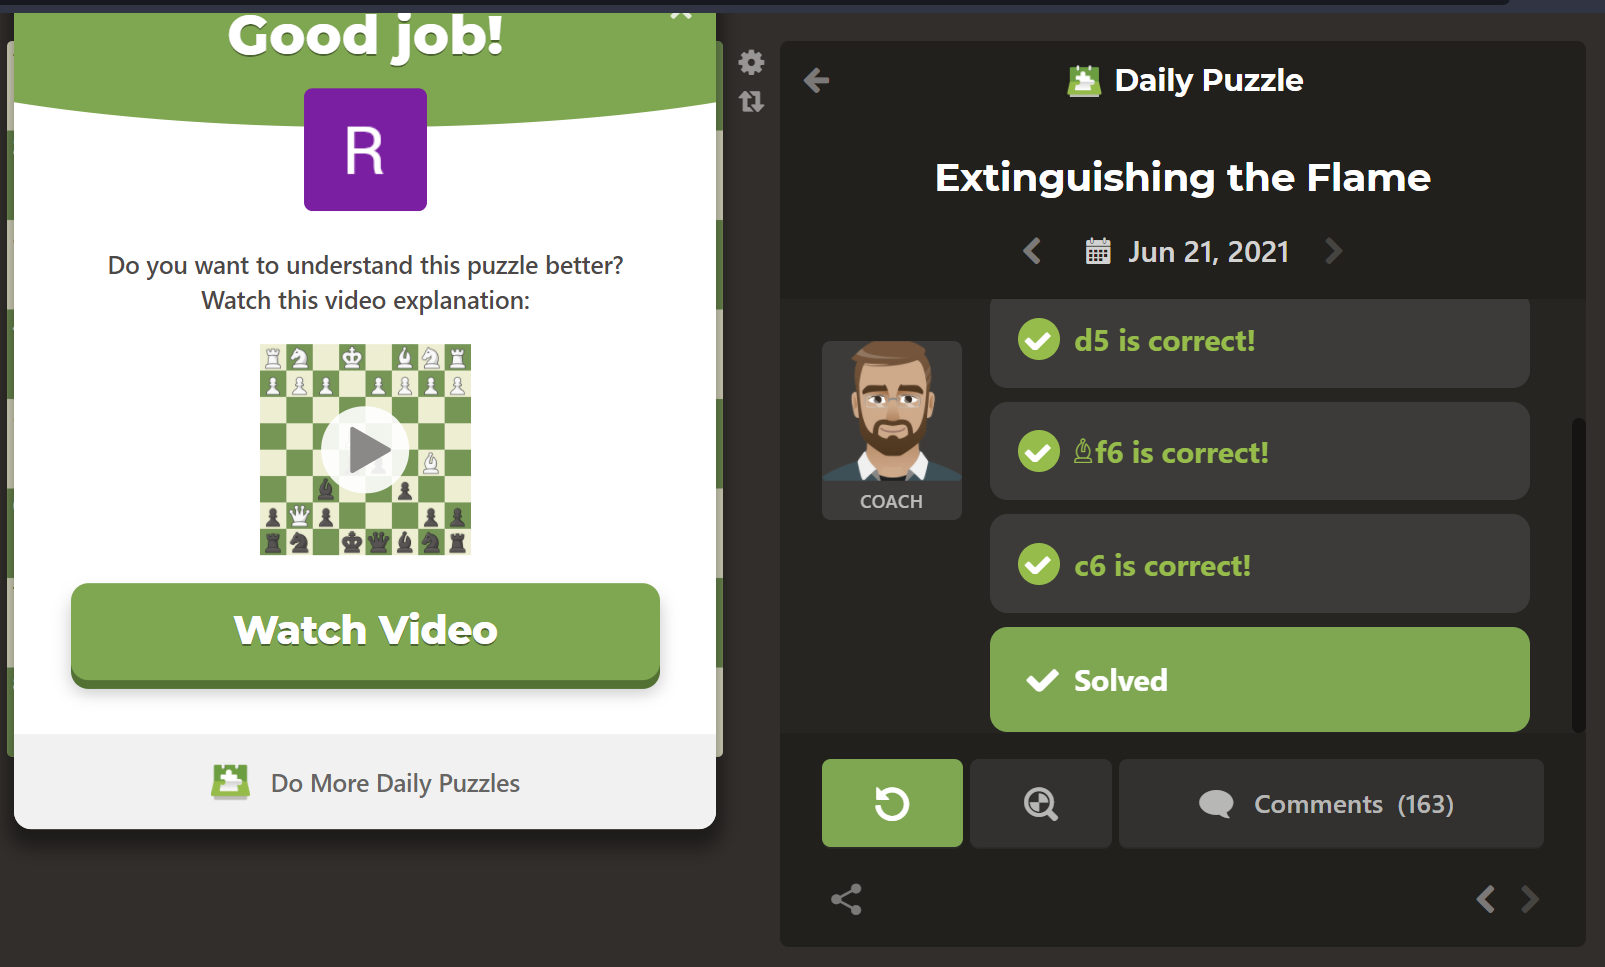 Good job!
R
Do you want to understand this puzzle better?
Watch this video explanation:
Watch Video
Do More Daily Puzzles
Daily Puzzle
Extinguishing the Flame
Jun 21, 2021
d5 is correct!
♗f6 is correct!
c6 is correct!
COACH
Solved
Comments (163)